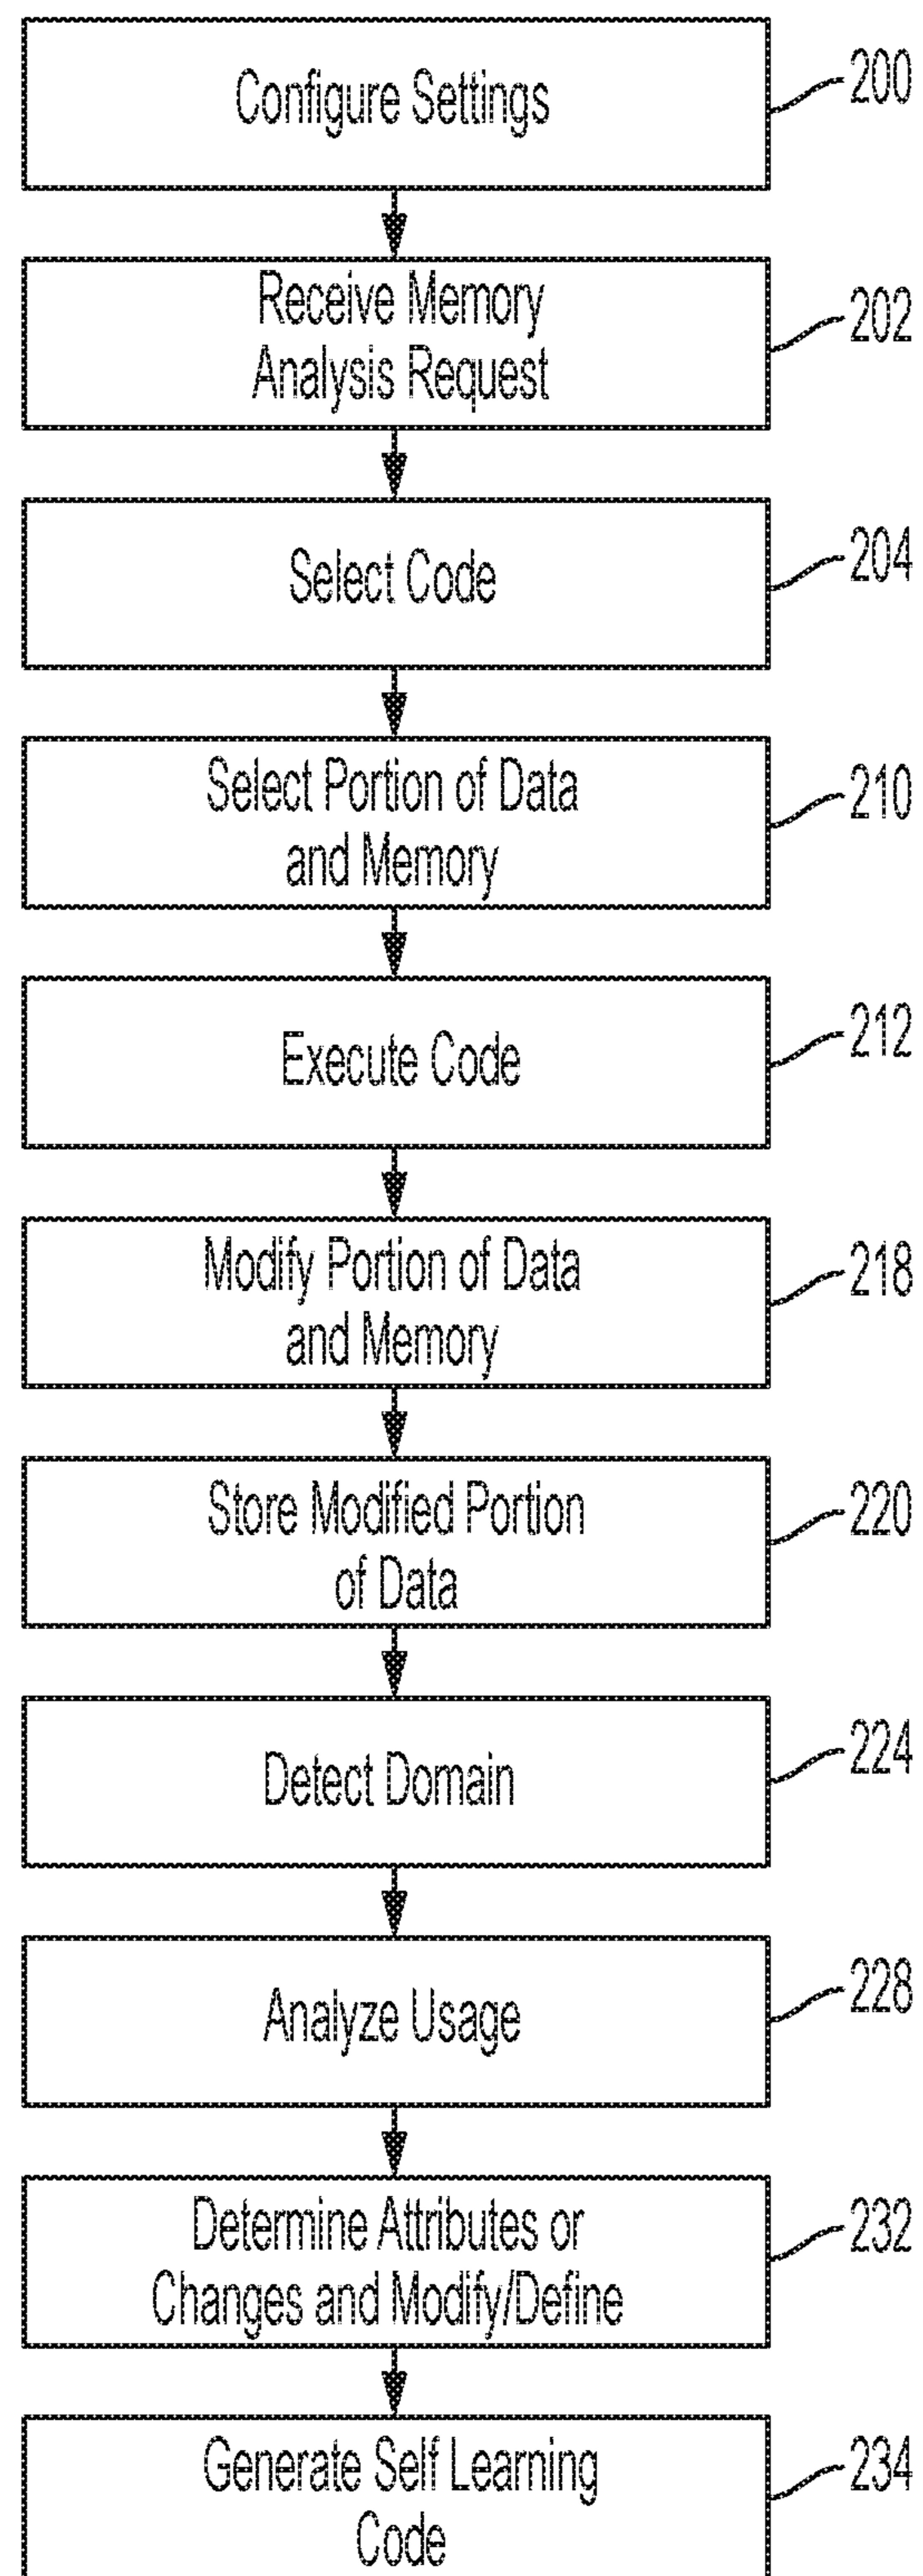 Configure Settings
200
Receive Memory
Analysis Request
202
Select Code
204
Select Portion of Data
and Memory
210
Execute Code
212
Modify Portion of Data
and Memory
218
Store Modified Portion
of Data
220
Detect Domain
224
Analyze Usage
228
Determine Attributes or
Changes and Modify/Define
232
Generate Self Learning
Code
234